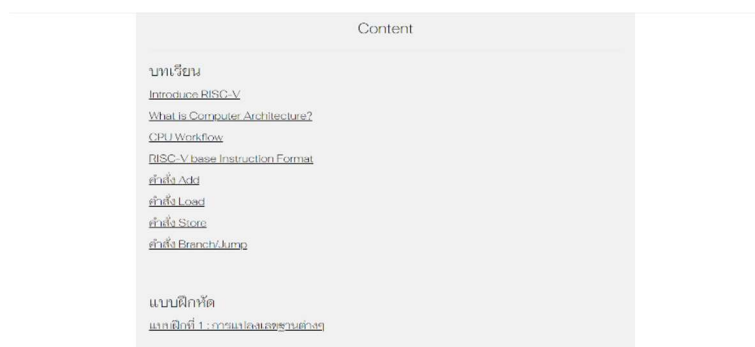 Content
บทเรียน
Introduce RISC-V
What is Computer Architecture?
CPU Workflow
RISC-V base Instruction Format
คำสั่ง Add
คำสั่ง Load
คำสั่ง Store
คำสั่ง Branch/Jump
แบบฝึกหัด
แบบฝึกที่ 1 : การแปลงเลขฐานต่างๆ